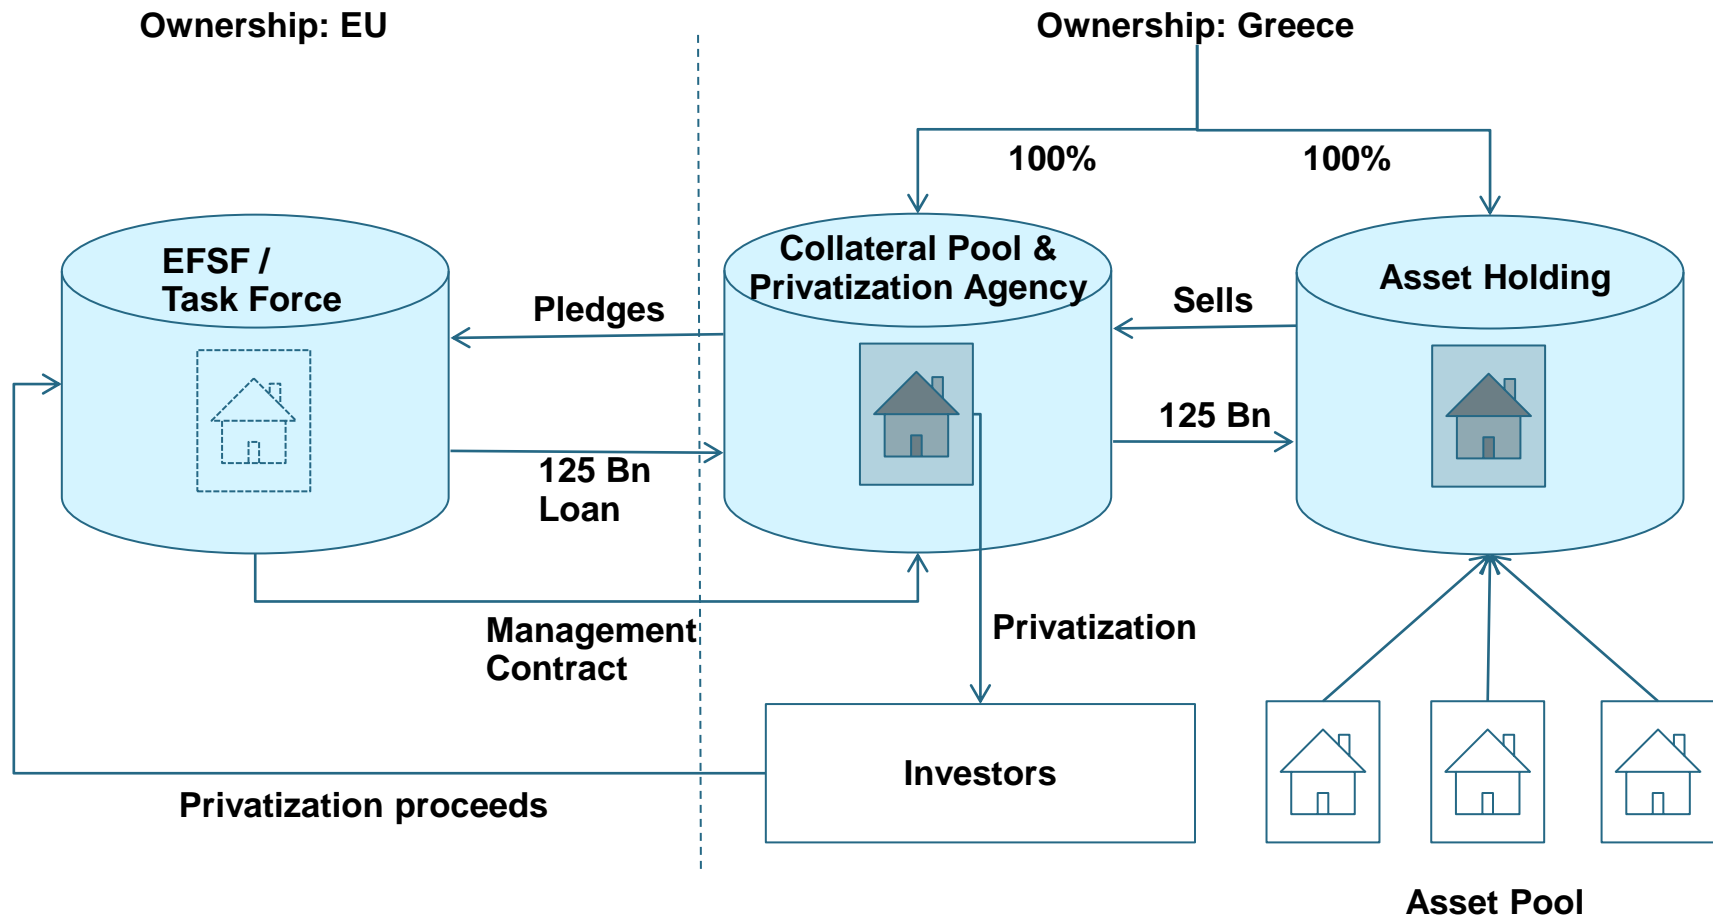 Ownership: EU
Ownership: Greece
100%
100%
EFSF /
Task Force
Pledges
Collateral Pool &
Privatization Agency
Sells
Asset Holding
125 Bn
Loan
125 Bn
Management
Contract
Privatization
Investors
Privatization proceeds
Asset Pool